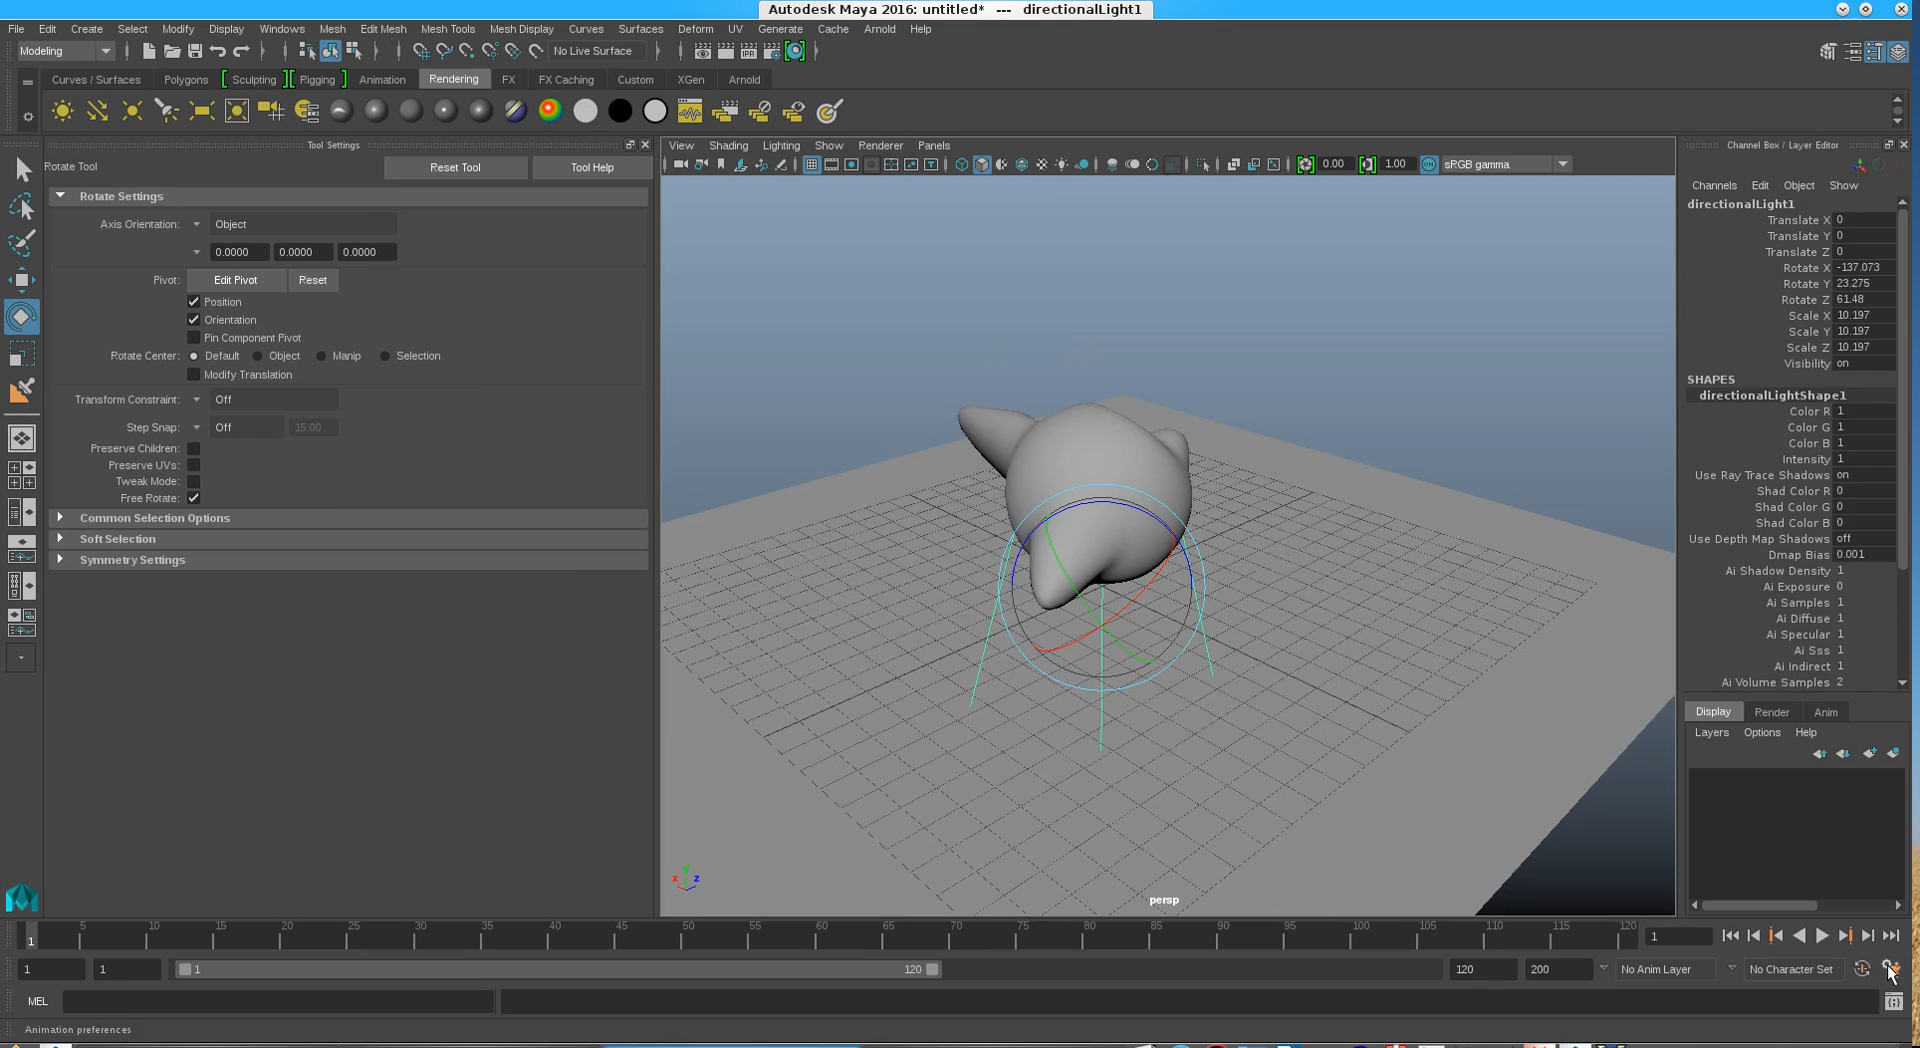 Autodesk Maya 2016: untitled* --- directionalLight1
File Edit Create Select Modify Display Windows Mesh Edit Mesh Mesh Tools Mesh Display Curves Surfaces Deform UV Generate Cache Arnold Help
Modeling No Live Surface IPR
Curves / Surfaces Polygons Sculpting Rigging Animation Rendering FX FX Caching Custom XGen Arnold
Tool Settings
Rotate Tool Reset Tool Tool Help
Rotate Settings
Axis Orientation: Object
0.0000 0.0000 0.0000
Pivot: Edit Pivot Reset
Position
Orientation
Pin Component Pivot
Rotate Center: Default Object Manip Selection
Modify Translation
Transform Constraint: Off
Step Snap: Off 15.00
Preserve Children:
Preserve UVs:
Tweak Mode:
Free Rotate:
Common Selection Options
Soft Selection
Symmetry Settings
View Shading Lighting Show Renderer Panels
0.00 1.00 sRGB gamma
persp
x y z
Channel Box / Layer Editor
Channels Edit Object Show
directionalLight1
Translate X 0
Translate Y 0
Translate Z 0
Rotate X -137.073
Rotate Y 23.275
Rotate Z 61.48
Scale X 10.197
Scale Y 10.197
Scale Z 10.197
Visibility on
SHAPES
directionalLightShape1
Color R 1
Color G 1
Color B 1
Intensity 1
Use Ray Trace Shadows on
Shad Color R 0
Shad Color G 0
Shad Color B 0
Use Depth Map Shadows off
Dmap Bias 0.001
Ai Shadow Density 1
Ai Exposure 0
Ai Samples 1
Ai Diffuse 1
Ai Specular 1
Ai Sss 1
Ai Indirect 1
Ai Volume Samples 2
Display Render Anim
Layers Options Help
1 5 10 15 20 25 30 35 40 45 50 55 60 65 70 75 80 85 90 95 100 105 110 115 120 1
1 1 1 120 120 200 No Anim Layer No Character Set
MEL
Animation preferences